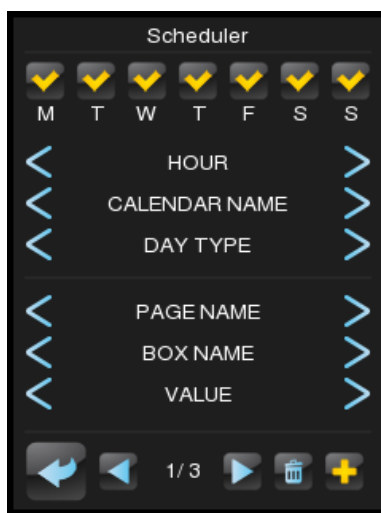 Scheduler
M T W T F S S
HOUR
CALENDAR NAME
DAY TYPE
PAGE NAME
BOX NAME
VALUE
1/ 3